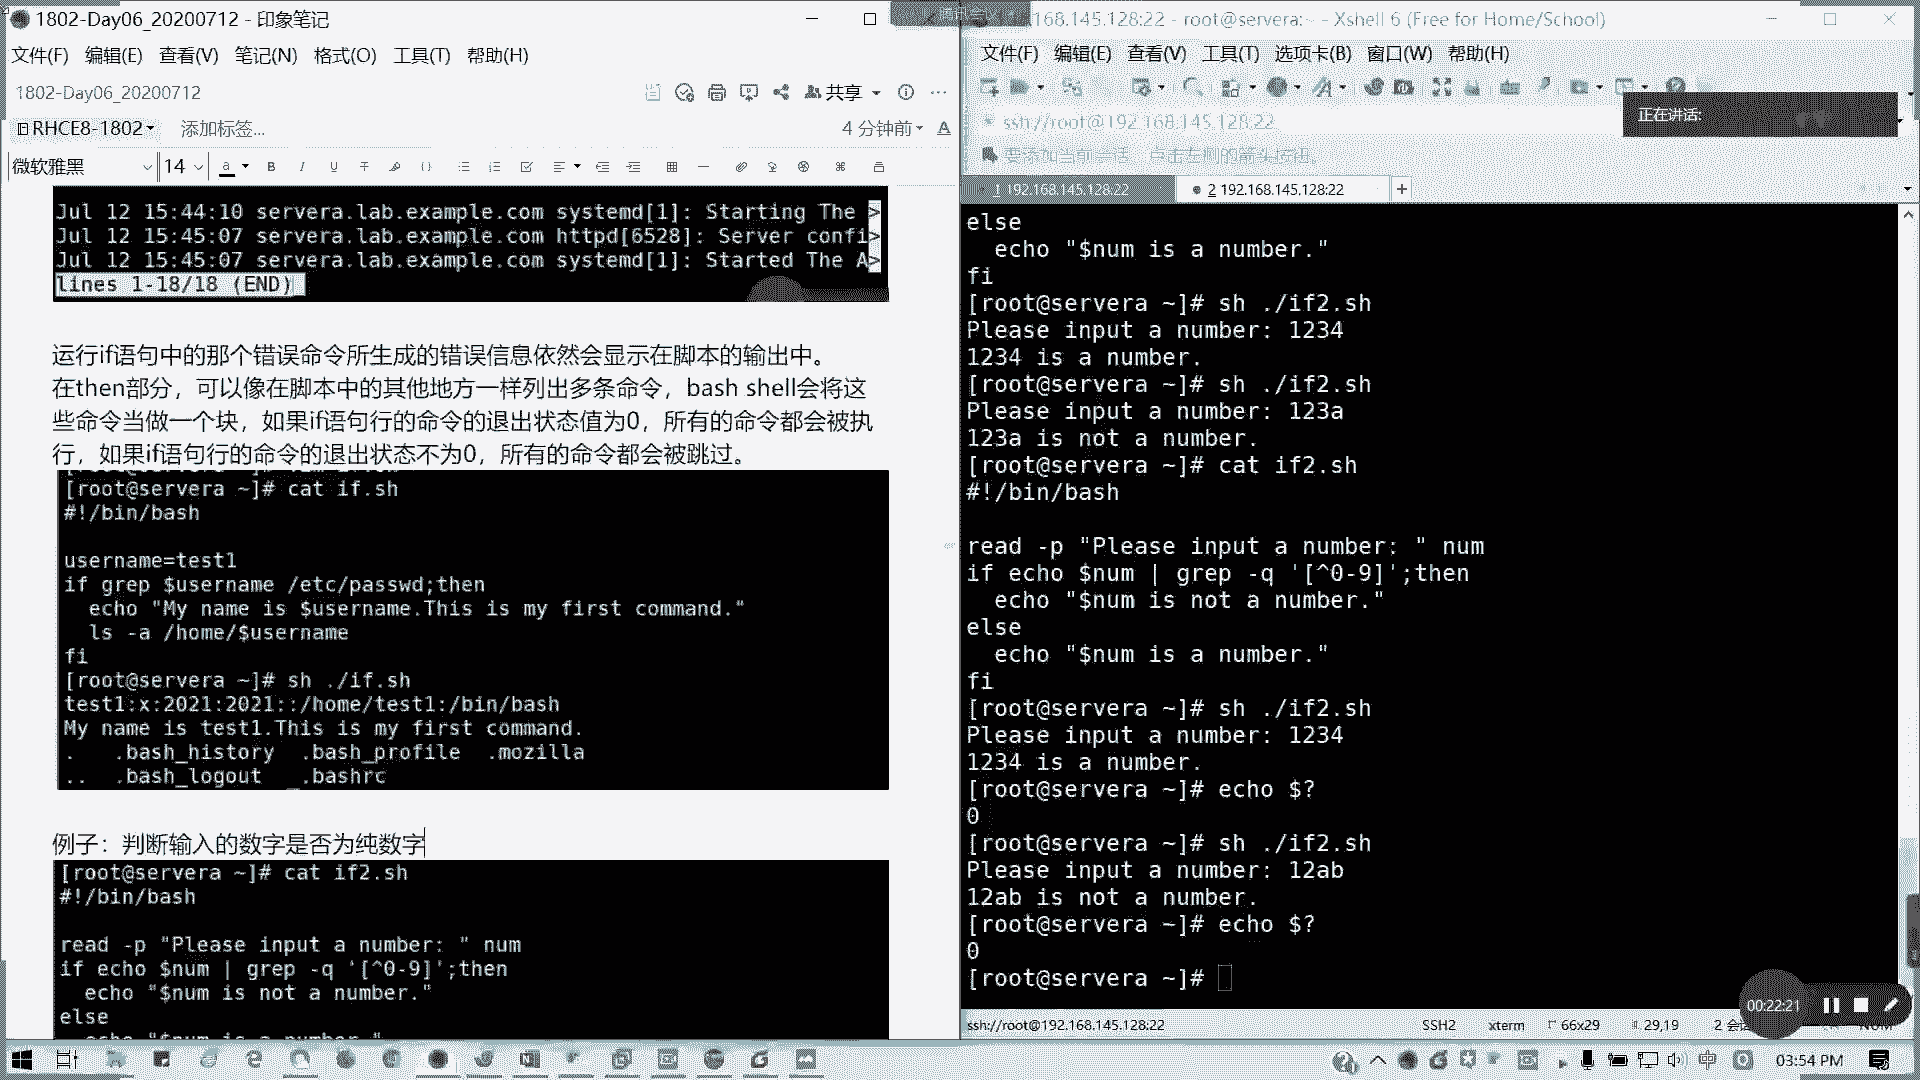 1802-Day06_20200712 - 印象笔记
文件(F) 编辑(E) 查看(V) 笔记(N) 格式(O) 工具(T) 帮助(H)
1802-Day06_20200712
共享
RHCE8-1802
添加标签...
4 分钟前
微软雅黑 14
Jul 12 15:44:10 servera.lab.example.com systemd[1]: Starting The >
Jul 12 15:45:07 servera.lab.example.com httpd[6528]: Server confi>
Jul 12 15:45:07 servera.lab.example.com systemd[1]: Started The A>
lines 1-18/18 (END)
运行if语句中的那个错误命令所生成的错误信息依然会显示在脚本的输出中。
在then部分，可以像在脚本中的其他地方一样列出多条命令，bash shell会将这
些命令当做一个块，如果if语句行的命令的退出状态值为0，所有的命令都会被执
行，如果if语句行的命令的退出状态不为0，所有的命令都会被跳过。
[root@servera ~]# cat if.sh
#!/bin/bash
username=test1
if grep $username /etc/passwd;then
  echo "My name is $username.This is my first command."
  ls -a /home/$username
fi
[root@servera ~]# sh ./if.sh
test1:x:2021:2021::/home/test1:/bin/bash
My name is test1.This is my first command.
.   .bash_history  .bash_profile  .mozilla
..  .bash_logout   .bashrc
例子：判断输入的数字是否为纯数字
[root@servera ~]# cat if2.sh
#!/bin/bash
read -p "Please input a number: " num
if echo $num | grep -q '[^0-9]';then
  echo "$num is not a number."
else
  echo "$num is a number."
192.168.145.128:22 - root@servera:~ - Xshell 6 (Free for Home/School)
文件(F) 编辑(E) 查看(V) 工具(T) 选项卡(B) 窗口(W) 帮助(H)
ssh://root@192.168.145.128:22
正在讲话:
要添加当前会话，点击左侧的箭头按钮。
1 192.168.145.128:22
2 192.168.145.128:22
else
  echo "$num is a number."
fi
[root@servera ~]# sh ./if2.sh
Please input a number: 1234
1234 is a number.
[root@servera ~]# sh ./if2.sh
Please input a number: 123a
123a is not a number.
[root@servera ~]# cat if2.sh
#!/bin/bash
read -p "Please input a number: " num
if echo $num | grep -q '[^0-9]';then
  echo "$num is not a number."
else
  echo "$num is a number."
fi
[root@servera ~]# sh ./if2.sh
Please input a number: 1234
1234 is a number.
[root@servera ~]# echo $?
0
[root@servera ~]# sh ./if2.sh
Please input a number: 12ab
12ab is not a number.
[root@servera ~]# echo $?
0
[root@servera ~]#
00:22:21
ssh://root@192.168.145.128:22 SSH2 xterm 66x29 29,19 2 会 NUM
中
03:54 PM